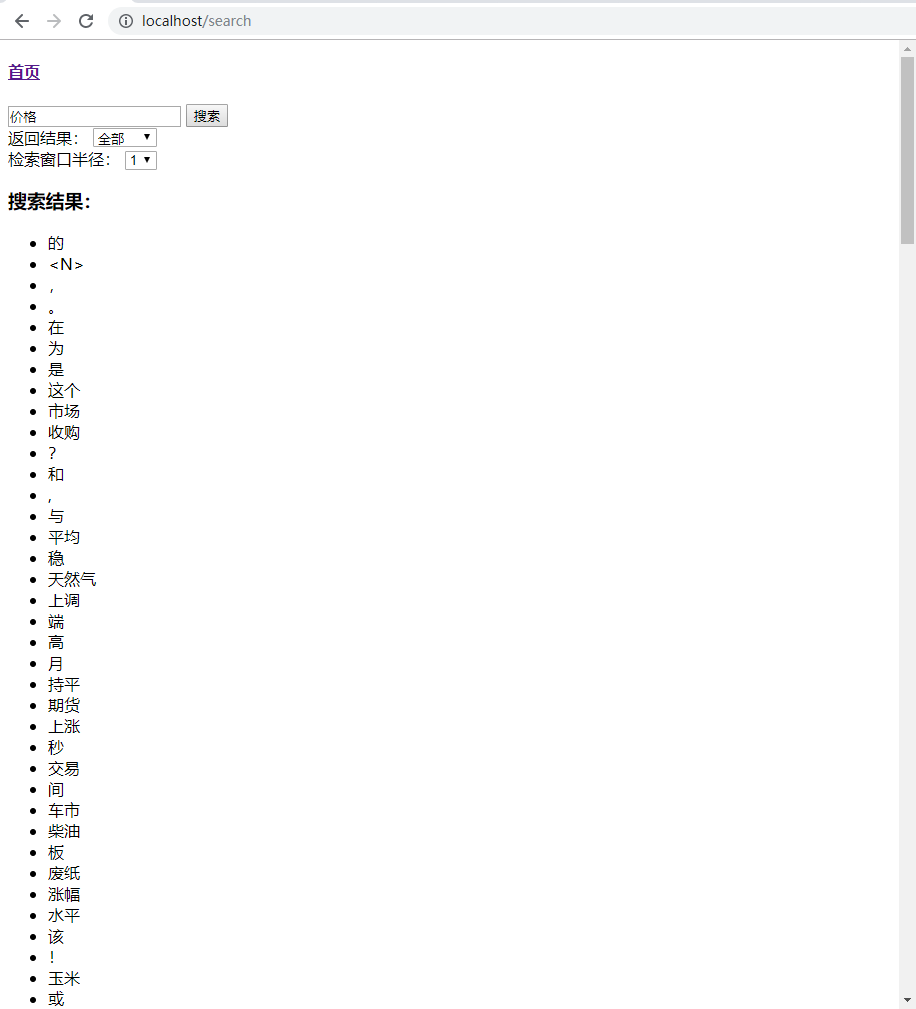 localhost/search
首页
价格 搜索
返回结果： 全部
检索窗口半径： 1
搜索结果：
的
<N>
，
。
在
为
是
这个
市场
收购
？
和
,
与
平均
稳
天然气
上调
端
高
月
持平
期货
上涨
秒
交易
间
车市
柴油
板
废纸
涨幅
水平
该
！
玉米
或